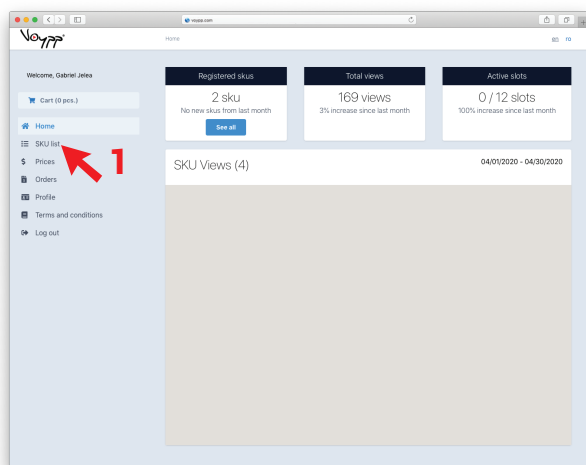 voypp.com
Voypp
Home
en ro
Welcome, Gabriel Jelea
Cart (0 pcs.)
Home
SKU list
Prices
Orders
Profile
Terms and conditions
Log out
1
Registered skus
2 sku
No new skus from last month
See all
Total views
169 views
3% increase since last month
Active slots
0 / 12 slots
100% increase since last month
SKU Views (4)
04/01/2020 - 04/30/2020